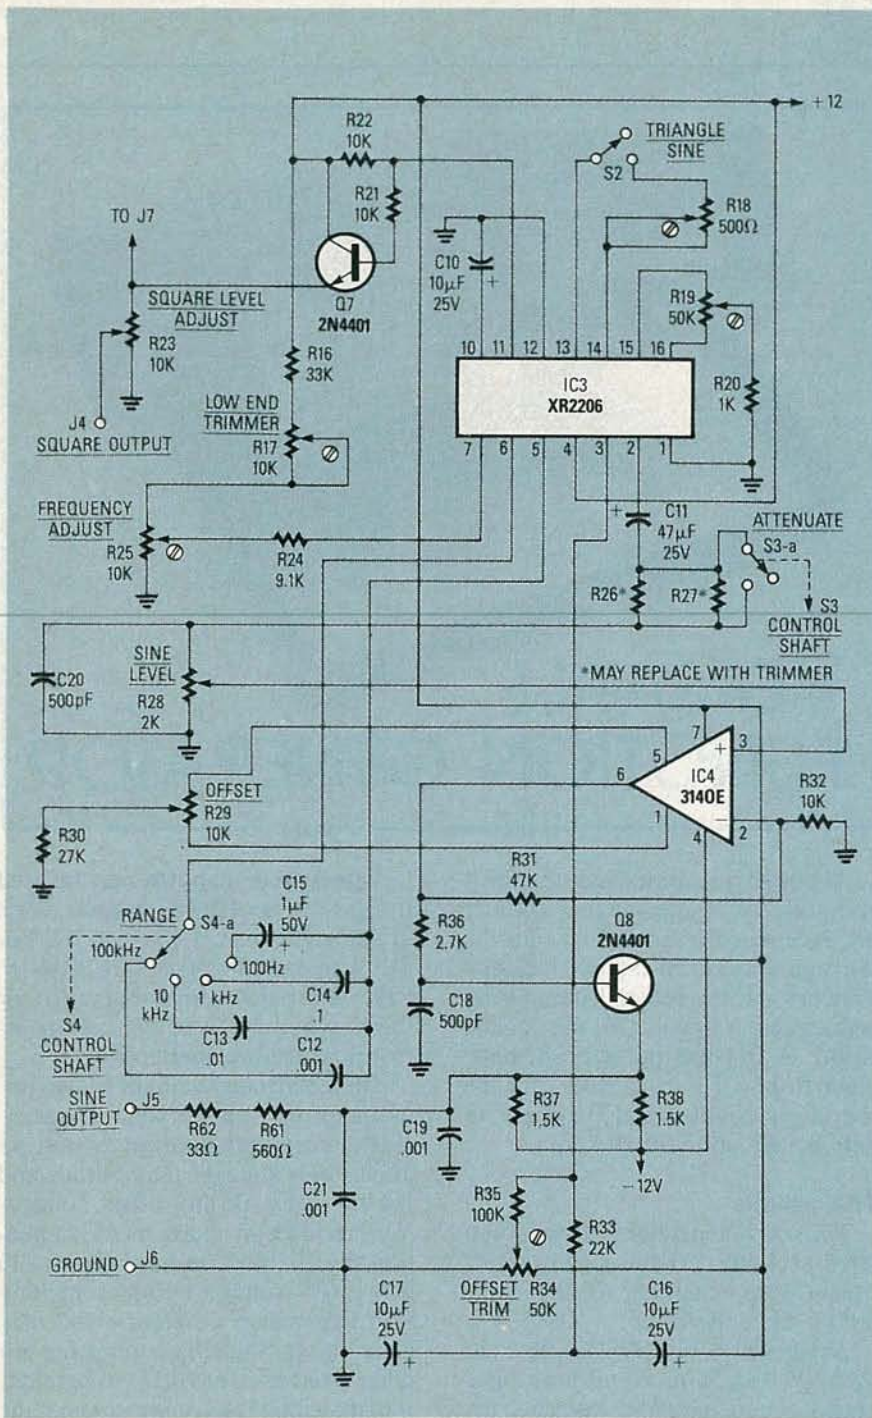 +12
R22
10K
TRIANGLE
SINE
S2
R21
10K
TO J7
R18
500Ω
C10
10µF
25V
+
SQUARE LEVEL
ADJUST
Q7
2N4401
R19
50K
R23
10K
R16
33K
10 11 12 13 14 15 16
IC3
XR2206
R20
1K
LOW END
TRIMMER
R17
10K
J4
SQUARE OUTPUT
7 6 5 4 3 2 1
FREQUENCY
ADJUST
R25
10K
R24
9.1K
+
C11
47µF
25V
ATTENUATE
S3-a
R26*
R27*
S3
CONTROL
SHAFT
C20
500pF
SINE
LEVEL
R28
2K
*MAY REPLACE WITH TRIMMER
7
+
3
5
6
IC4
3140E
R32
10K
OFFSET
R29
10K
1
4
−
2
R30
27K
R31
47K
C15
1µF
50V
+
RANGE
S4-a
100kHz
100Hz
R36
2.7K
Q8
2N4401
10
kHz
1 kHz
C14
.1
S4
CONTROL
SHAFT
C13
.01
C12
.001
C18
500pF
SINE
OUTPUT
J5
R62
33Ω
R61
560Ω
R37
1.5K
R38
1.5K
C19
.001
−12V
C21
.001
R35
100K
R33
22K
GROUND
J6
C17
10µF
25V
+
OFFSET
TRIM
R34
50K
C16
10µF
25V
+